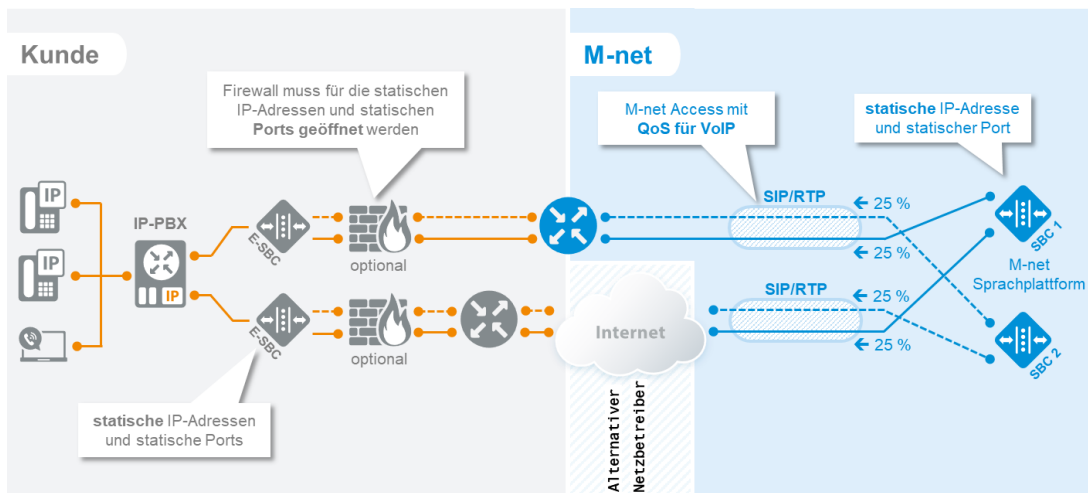 Kunde
M-net
Firewall muss für die statischen
IP-Adressen und statischen
Ports geöffnet werden
M-net Access mit
QoS für VoIP
statische IP-Adresse
und statischer Port
IP
IP
IP-PBX
IP
E-SBC
optional
SIP/RTP
25 %
25 %
SBC 1
M-net
Sprachplattform
E-SBC
optional
Internet
SIP/RTP
25 %
25 %
SBC 2
statische IP-Adressen
und statische Ports
Alternativer
Netzbetreiber